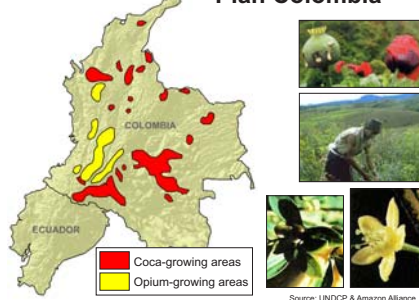 Plan Colombia
COLOMBIA
ECUADOR
Coca-growing areas
Opium-growing areas
Source: UNDCP & Amazon Alliance